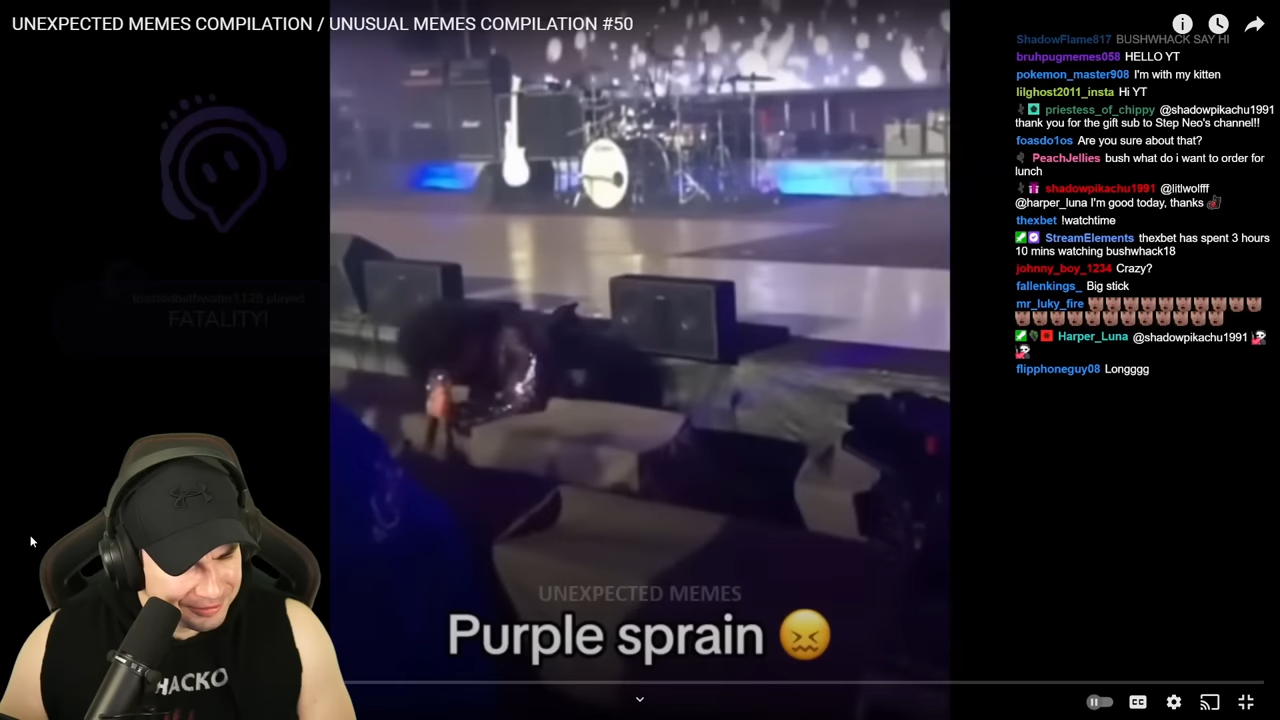 UNEXPECTED MEMES COMPILATION / UNUSUAL MEMES COMPILATION #50
ShadowFlame817 BUSHWHACK SAY HI
bruhpugmemes058 HELLO YT
pokemon_master908 I'm with my kitten
lilghost2011_insta Hi YT
priestess_of_chippy @shadowpikachu1991
thank you for the gift sub to Step Neo's channel!!
foasdo1os Are you sure about that?
PeachJellies bush what do i want to order for
lunch
shadowpikachu1991 @litlwolfff
@harper_luna I'm good today, thanks
thexbet !watchtime
StreamElements thexbet has spent 3 hours
10 mins watching bushwhack18
johnny_boy_1234 Crazy?
fallenkings_ Big stick
mr_luky_fire
Harper_Luna @shadowpikachu1991
flipphoneguy08 Longggg
played
FATALITY!
UNEXPECTED MEMES
Purple sprain
HACKO
CC